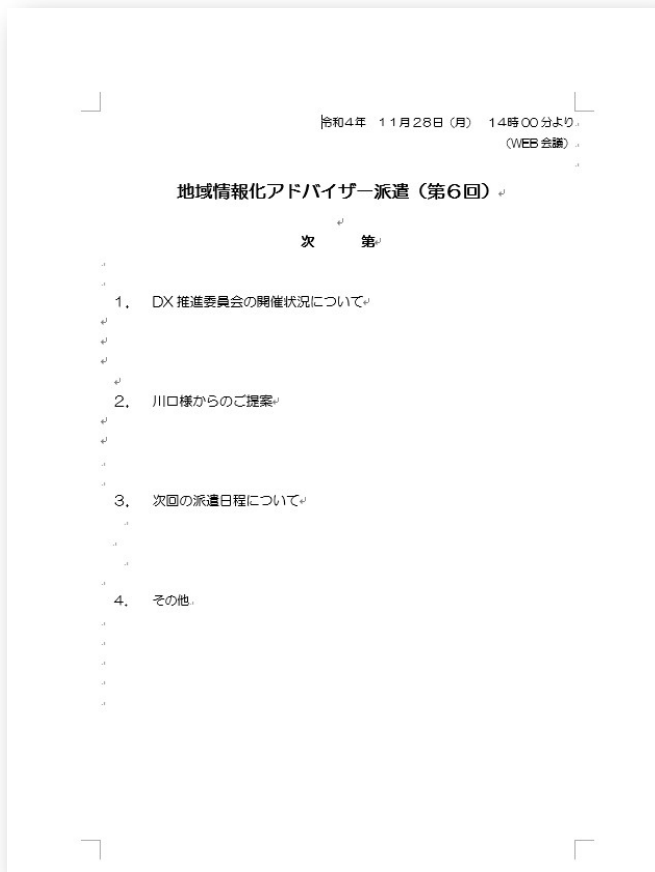 令和4年　11月28日（月）　14時00分より
（WEB会議）
地域情報化アドバイザー派遣（第6回）
次　　　第
1．　DX推進委員会の開催状況について
2．　川口様からのご提案
3．　次回の派遣日程について
4．　その他